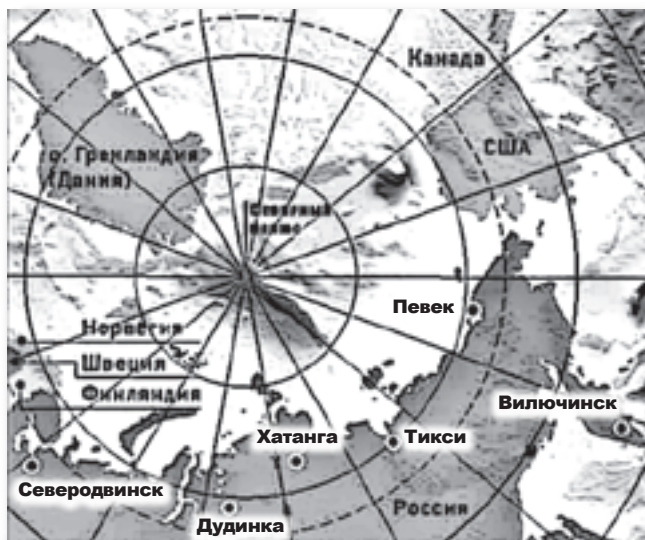 Канада
США
о. Гренландия
(Дания)
Северный
полюс
Певек
Норвегия
Швеция
Финляндия
Вилючинск
Хатанга
Тикси
Северодвинск
Дудинка
Россия